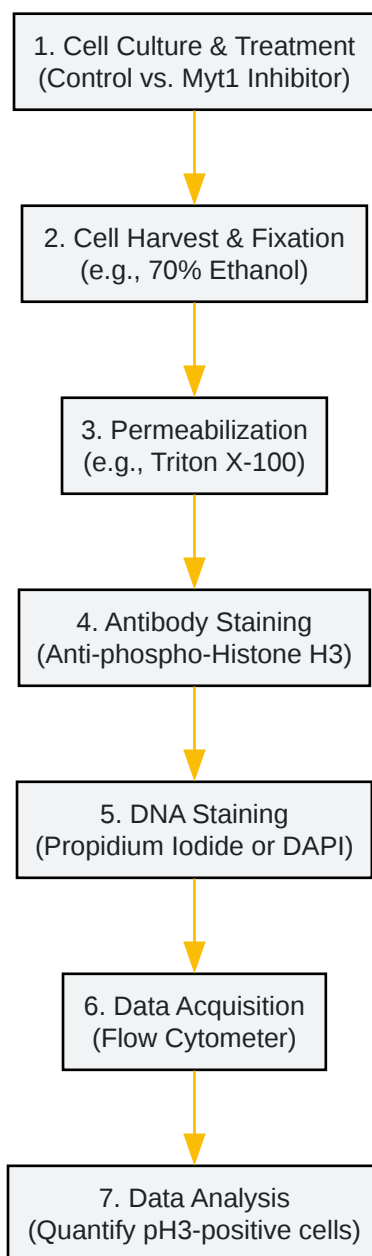 1. Cell Culture & Treatment
(Control vs. Myt1 Inhibitor)
2. Cell Harvest & Fixation
(e.g., 70% Ethanol)
3. Permeabilization
(e.g., Triton X-100)
4. Antibody Staining
(Anti-phospho-Histone H3)
5. DNA Staining
(Propidium Iodide or DAPI)
6. Data Acquisition
(Flow Cytometer)
7. Data Analysis
(Quantify pH3-positive cells)